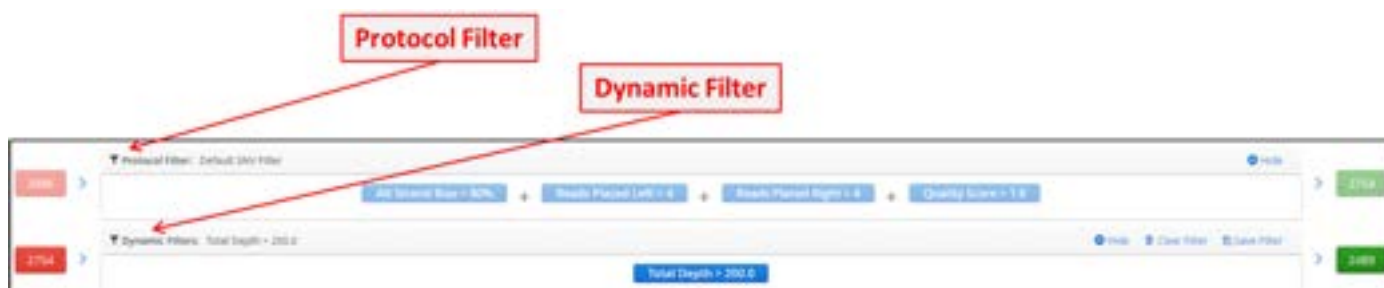 Protocol Filter
Dynamic Filter
Protocol Filter: Default SNV Filter
Hide
Alt Strand Bias < 80% + Reads Placed Left > 4 + Reads Placed Right > 4 + Quality Score > 1.0
2754
Dynamic Filters: Total Depth > 200.0
Hide Clear Filter Save Filter
2754
Total Depth > 200.0
2489